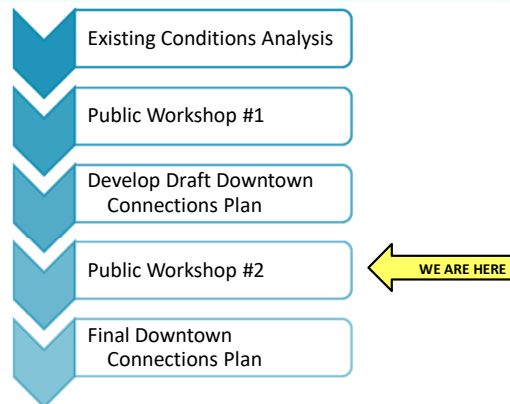 Existing Conditions Analysis
Public Workshop #1
Develop Draft Downtown
Connections Plan
Public Workshop #2
WE ARE HERE
Final Downtown
Connections Plan